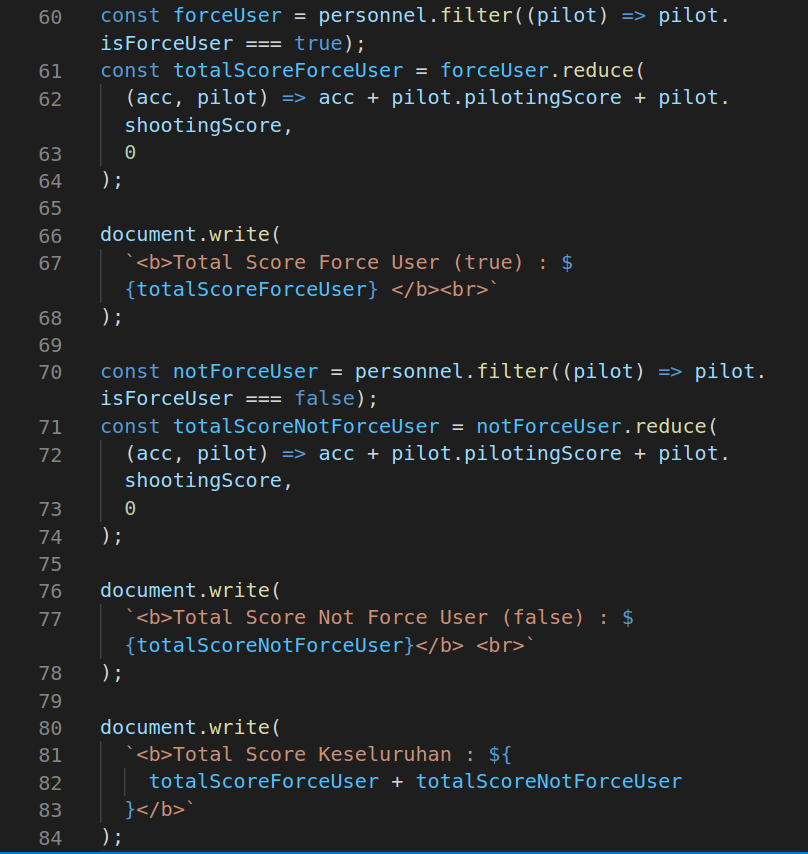 60 const forceUser = personnel.filter((pilot) => pilot.
isForceUser === true);
61 const totalScoreForceUser = forceUser.reduce(
62 (acc, pilot) => acc + pilot.pilotingScore + pilot.
shootingScore,
63 0
64 );
65
66 document.write(
67 `<b>Total Score Force User (true) : $
{totalScoreForceUser} </b><br>`
68 );
69
70 const notForceUser = personnel.filter((pilot) => pilot.
isForceUser === false);
71 const totalScoreNotForceUser = notForceUser.reduce(
72 (acc, pilot) => acc + pilot.pilotingScore + pilot.
shootingScore,
73 0
74 );
75
76 document.write(
77 `<b>Total Score Not Force User (false) : $
{totalScoreNotForceUser}</b> <br>`
78 );
79
80 document.write(
81 `<b>Total Score Keseluruhan : ${
82 totalScoreForceUser + totalScoreNotForceUser
83 }</b>`
84 );